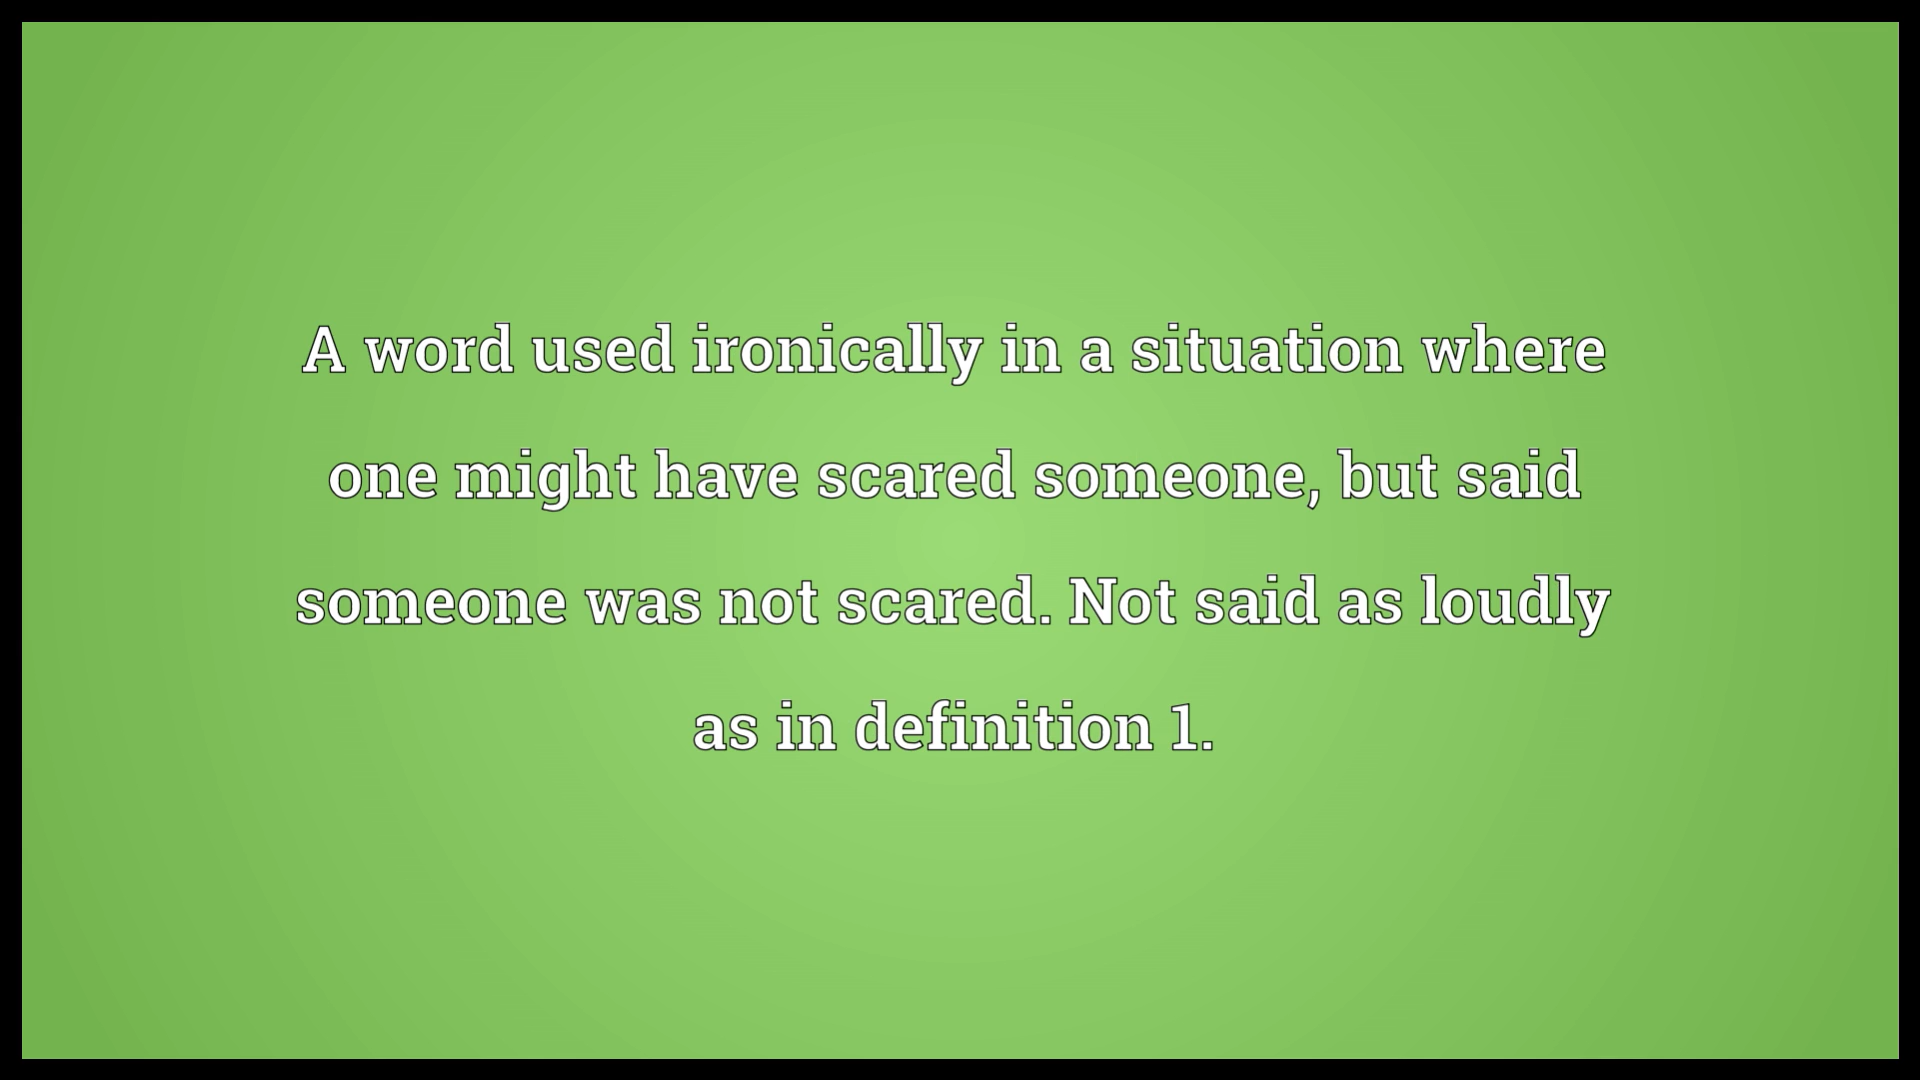 A word used ironically in a situation where
one might have scared someone, but said
someone was not scared. Not said as loudly
as in definition 1.